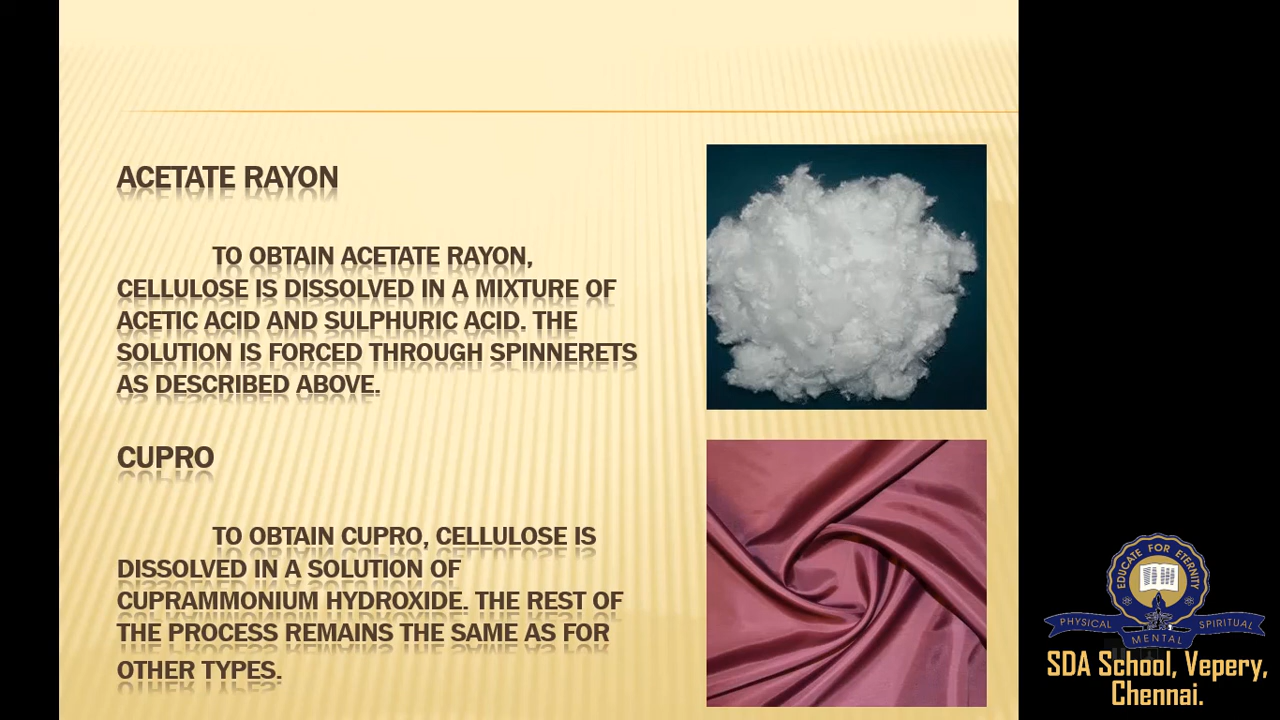 ACETATE RAYON
TO OBTAIN ACETATE RAYON,
CELLULOSE IS DISSOLVED IN A MIXTURE OF
ACETIC ACID AND SULPHURIC ACID. THE
SOLUTION IS FORCED THROUGH SPINNERETS
AS DESCRIBED ABOVE.
CUPRO
TO OBTAIN CUPRO, CELLULOSE IS
DISSOLVED IN A SOLUTION OF
CUPRAMMONIUM HYDROXIDE. THE REST OF
THE PROCESS REMAINS THE SAME AS FOR
OTHER TYPES.
EDUCATE FOR ETERNITY
PHYSICAL MENTAL SPIRITUAL
SDA School, Vepery,
Chennai.